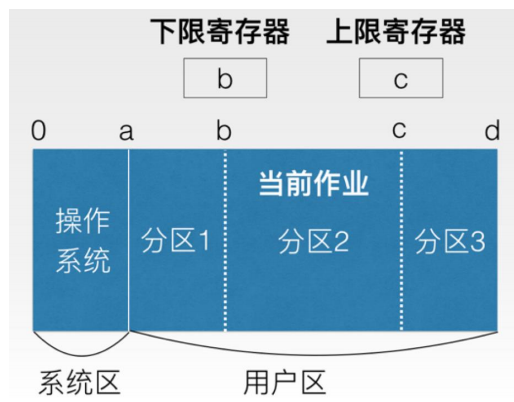 下限寄存器 上限寄存器
b c
0 a b c d
当前作业
操作
系统
分区1 分区2 分区3
系统区 用户区